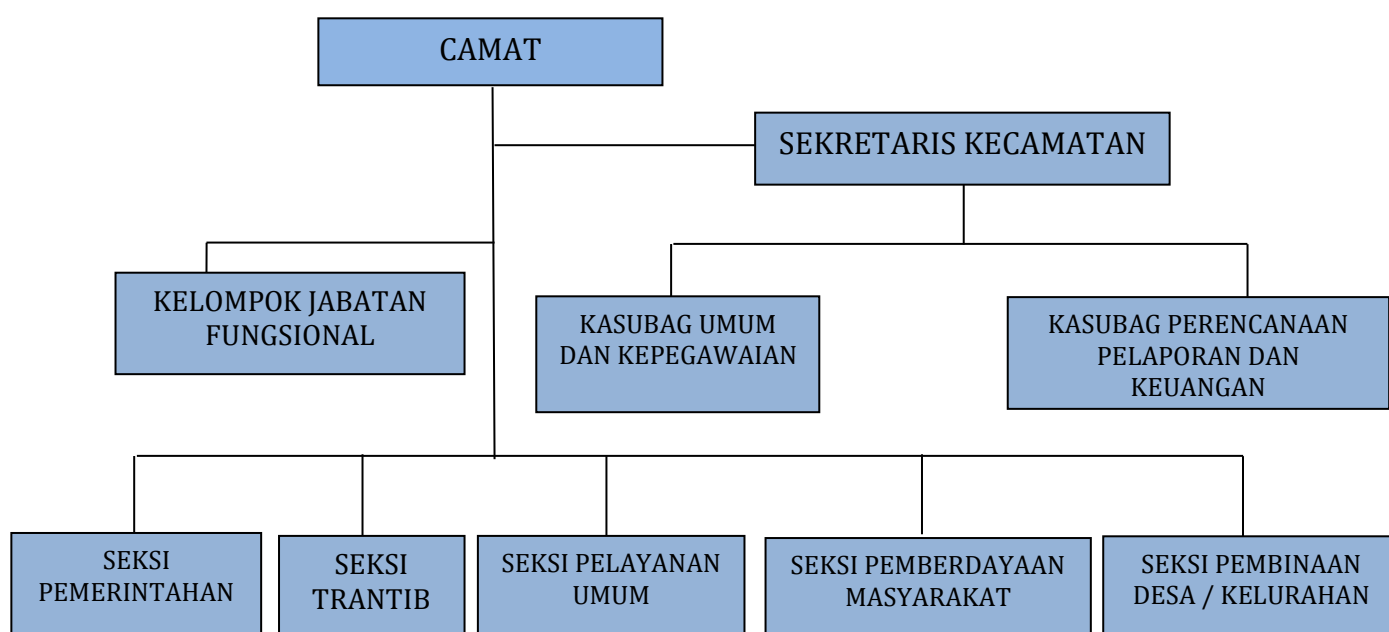 CAMAT
SEKRETARIS KECAMATAN
KELOMPOK JABATAN
FUNGSIONAL
KASUBAG UMUM
DAN KEPEGAWAIAN
KASUBAG PERENCANAAN
PELAPORAN DAN
KEUANGAN
SEKSI
PEMERINTAHAN
SEKSI
TRANTIB
SEKSI PELAYANAN
UMUM
SEKSI PEMBERDAYAAN
MASYARAKAT
SEKSI PEMBINAAN
DESA / KELURAHAN